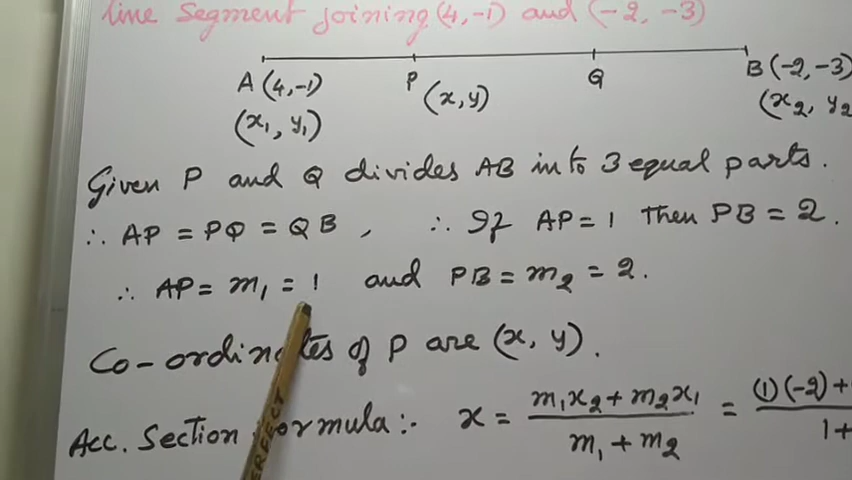 line Segment joining (4,-1) and (-2, -3)
A (4,-1) P (x, y) Q B (-2,-3)
(x₁, y₁) (x₂, y₂
Given P and Q divides AB into 3 equal parts.
∴ AP = PQ = QB , ∴ If AP = 1 Then PB = 2.
∴ AP = m₁ = 1 and PB = m₂ = 2.
Co-ordinates of P are (x, y).
Acc. Section formula :- x = m₁x₂ + m₂x₁ / m₁ + m₂ = (1)(-2) + / 1+
PERFECT